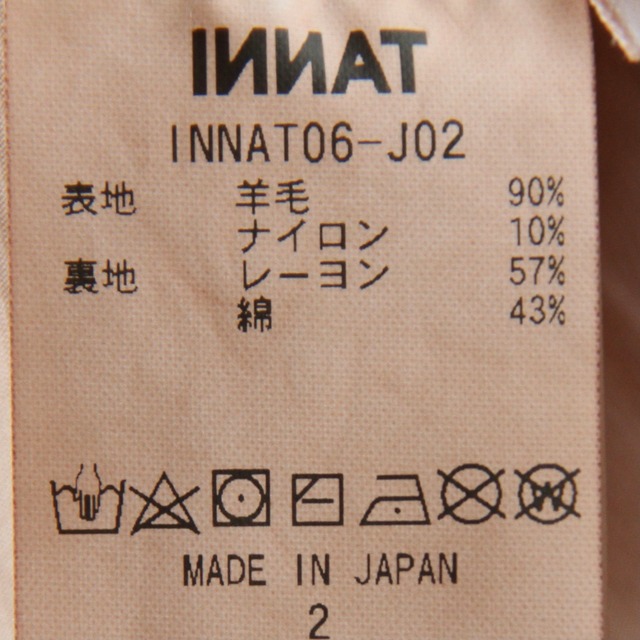 INNAT
INNAT06-J02
表地 羊毛 90%
ナイロン 10%
裏地 レーヨン 57%
綿 43%
MADE IN JAPAN
2